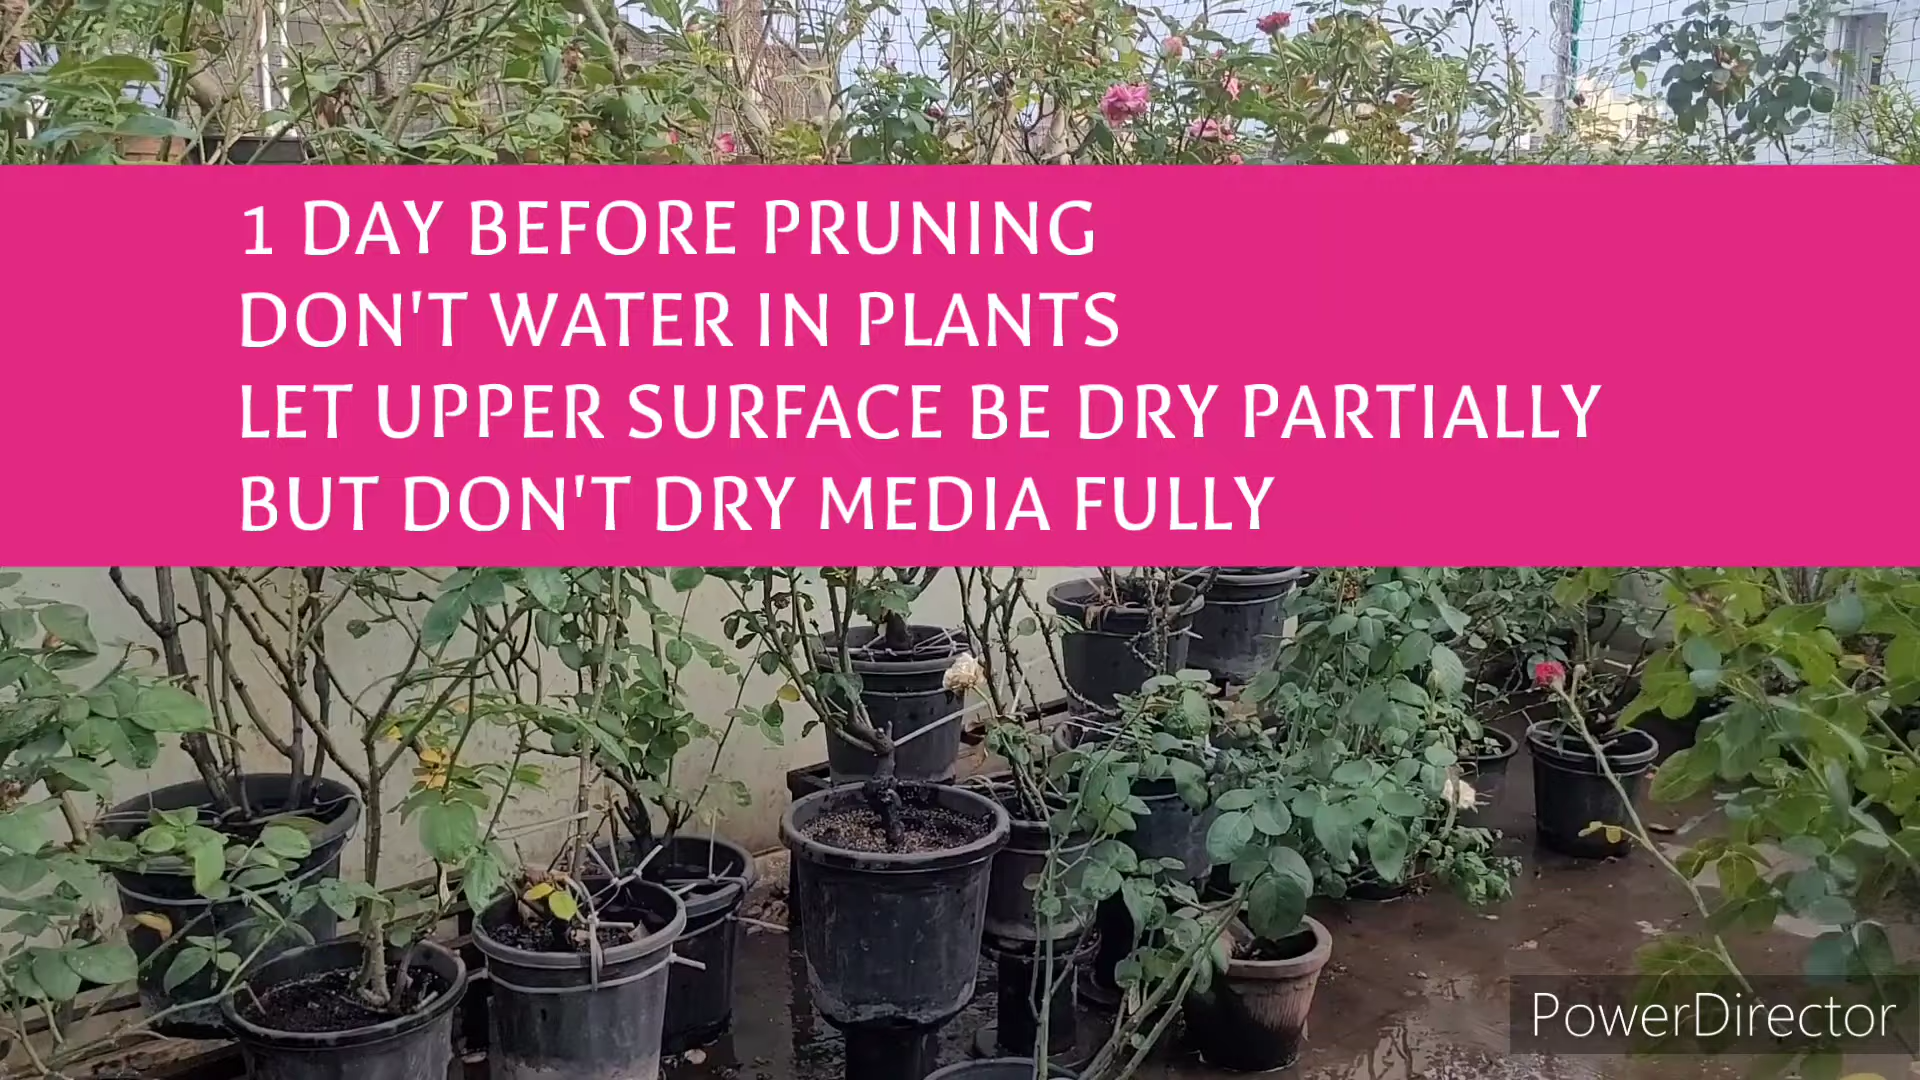 1 DAY BEFORE PRUNING
DON'T WATER IN PLANTS
LET UPPER SURFACE BE DRY PARTIALLY
BUT DON'T DRY MEDIA FULLY
PowerDirector